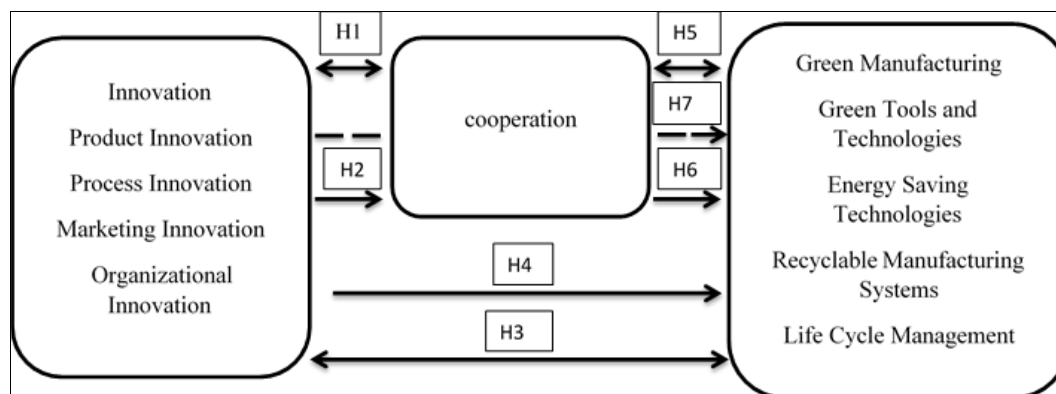 H1
H5
Innovation
Product Innovation
Process Innovation
Marketing Innovation
Organizational
Innovation
cooperation
H7
H2
H6
H4
H3
Green Manufacturing
Green Tools and
Technologies
Energy Saving
Technologies
Recyclable Manufacturing
Systems
Life Cycle Management